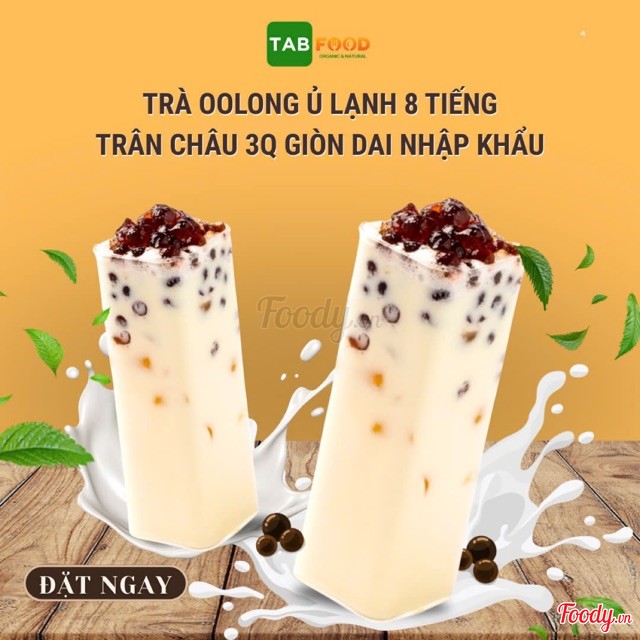 TAB FOOD
ORGANIC & NATURAL
TRÀ OOLONG Ủ LẠNH 8 TIẾNG
TRÂN CHÂU 3Q GIÒN DAI NHẬP KHẨU
Foody.vn
ĐẶT NGAY
Foody.vn